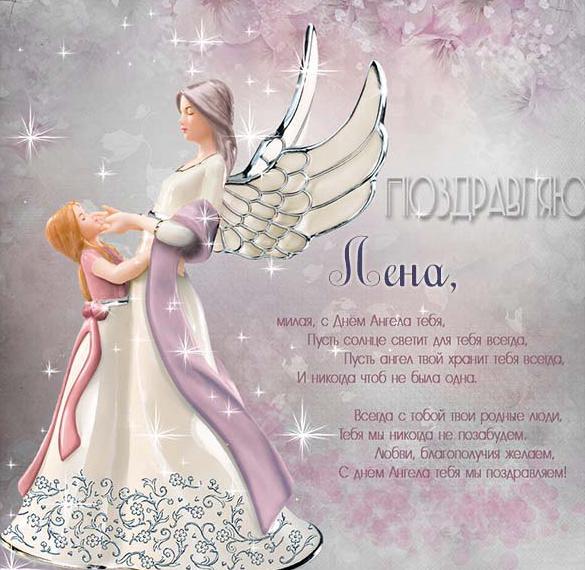 ПОЗДРАВЛЯЮ
Лена,
милая, с Днём Ангела тебя,
Пусть солнце светит для тебя всегда,
Пусть ангел твой хранит тебя всегда,
И никогда чтоб не была одна.
Всегда с тобой твои родные люди,
Тебя мы никогда не позабудем.
Любви, благополучия желаем,
С днём Ангела тебя мы поздравляем!